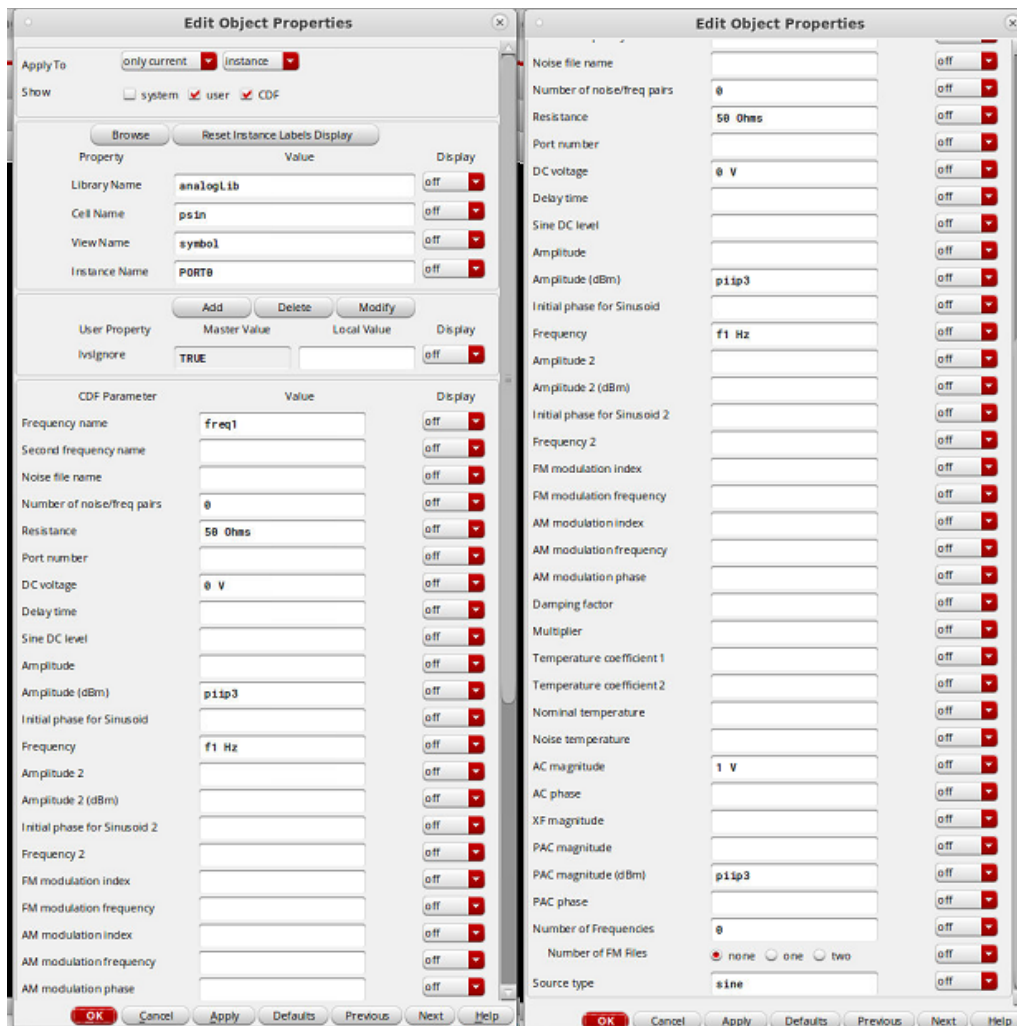 Edit Object Properties
Apply To only current instance
Show system user CDF
Browse Reset Instance Labels Display
Property Value Display
Library Name analogLib off
Cell Name psin off
View Name symbol off
Instance Name PORT0 off
Add Delete Modify
User Property Master Value Local Value Display
lvsIgnore TRUE off
CDF Parameter Value Display
Frequency name freq1 off
Second frequency name off
Noise file name off
Number of noise/freq pairs 0 off
Resistance 50 Ohms off
Port number off
DC voltage 0 V off
Delay time off
Sine DC level off
Amplitude off
Amplitude (dBm) piip3 off
Initial phase for Sinusoid off
Frequency f1 Hz off
Amplitude 2 off
Amplitude 2 (dBm) off
Initial phase for Sinusoid 2 off
Frequency 2 off
FM modulation index off
FM modulation frequency off
AM modulation index off
AM modulation frequency off
AM modulation phase off
OK Cancel Apply Defaults Previous Next Help
Edit Object Properties
Noise file name off
Number of noise/freq pairs 0 off
Resistance 50 Ohms off
Port number off
DC voltage 0 V off
Delay time off
Sine DC level off
Amplitude off
Amplitude (dBm) piip3 off
Initial phase for Sinusoid off
Frequency f1 Hz off
Amplitude 2 off
Amplitude 2 (dBm) off
Initial phase for Sinusoid 2 off
Frequency 2 off
FM modulation index off
FM modulation frequency off
AM modulation index off
AM modulation frequency off
AM modulation phase off
Damping factor off
Multiplier off
Temperature coefficient 1 off
Temperature coefficient 2 off
Nominal temperature off
Noise temperature off
AC magnitude 1 V off
AC phase off
XF magnitude off
PAC magnitude off
PAC magnitude (dBm) piip3 off
PAC phase off
Number of Frequencies 0 off
Number of FM Files none one two off
Source type sine off
OK Cancel Apply Defaults Previous Next Help